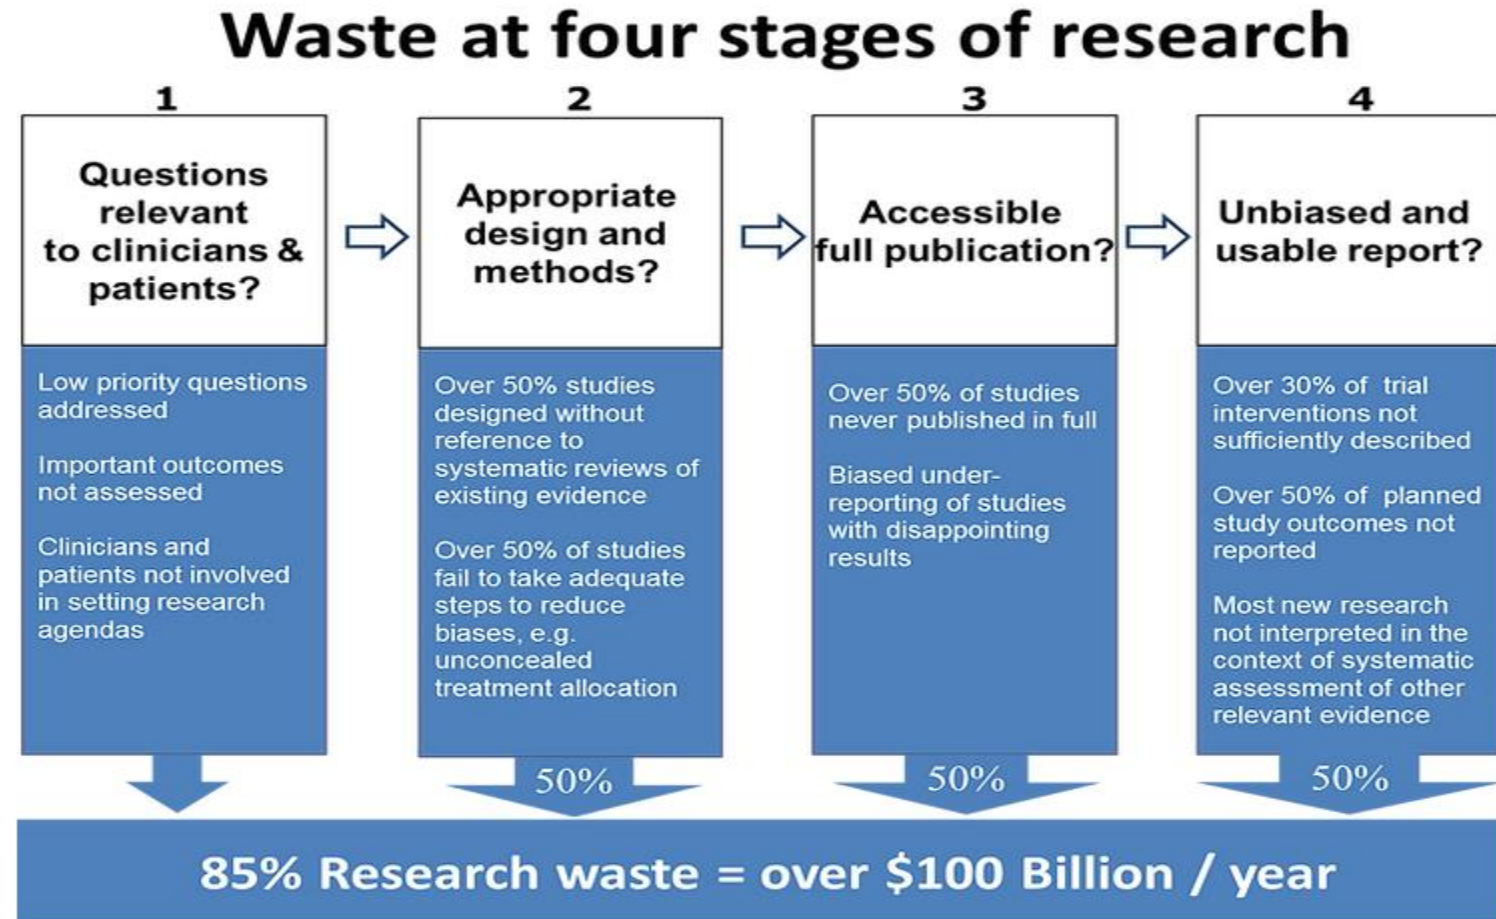 Waste at four stages of research
1
Questions
relevant
to clinicians &
patients?
Low priority questions
addressed
Important outcomes
not assessed
Clinicians and
patients not involved
in setting research
agendas
2
Appropriate
design and
methods?
Over 50% studies
designed without
reference to
systematic reviews of
existing evidence
Over 50% of studies
fail to take adequate
steps to reduce
biases, e.g.
unconcealed
treatment allocation
50%
3
Accessible
full publication?
Over 50% of studies
never published in full
Biased under-
reporting of studies
with disappointing
results
50%
4
Unbiased and
usable report?
Over 30% of trial
interventions not
sufficiently described
Over 50% of planned
study outcomes not
reported
Most new research
not interpreted in the
context of systematic
assessment of other
relevant evidence
50%
85% Research waste = over $100 Billion / year